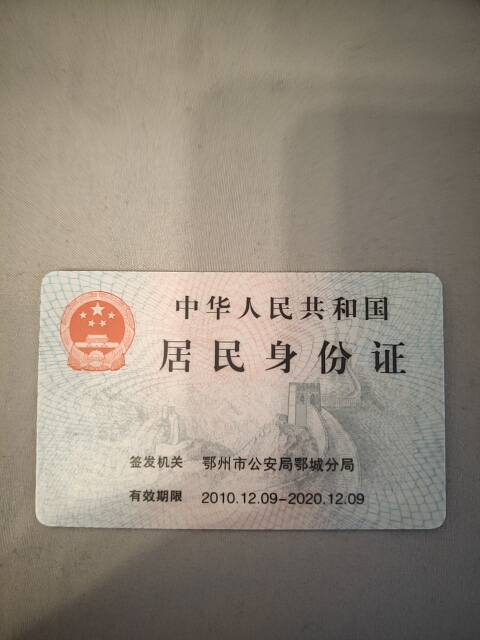 中华人民共和国
居民身份证
签发机关 鄂州市公安局鄂城分局
有效期限 2010.12.09-2020.12.09